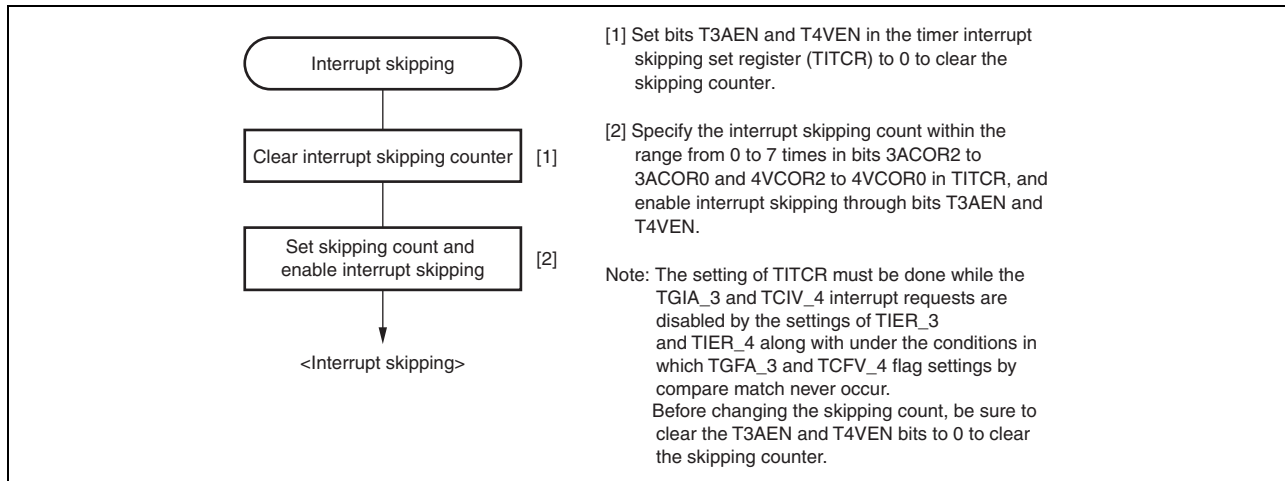 Interrupt skipping
Clear interrupt skipping counter
[1]
Set skipping count and
enable interrupt skipping
[2]
<Interrupt skipping>
[1] Set bits T3AEN and T4VEN in the timer interrupt
skipping set register (TITCR) to 0 to clear the
skipping counter.
[2] Specify the interrupt skipping count within the
range from 0 to 7 times in bits 3ACOR2 to
3ACOR0 and 4VCOR2 to 4VCOR0 in TITCR, and
enable interrupt skipping through bits T3AEN and
T4VEN.
Note: The setting of TITCR must be done while the
TGIA_3 and TCIV_4 interrupt requests are
disabled by the settings of TIER_3
and TIER_4 along with under the conditions in
which TGFA_3 and TCFV_4 flag settings by
compare match never occur.
Before changing the skipping count, be sure to
clear the T3AEN and T4VEN bits to 0 to clear
the skipping counter.